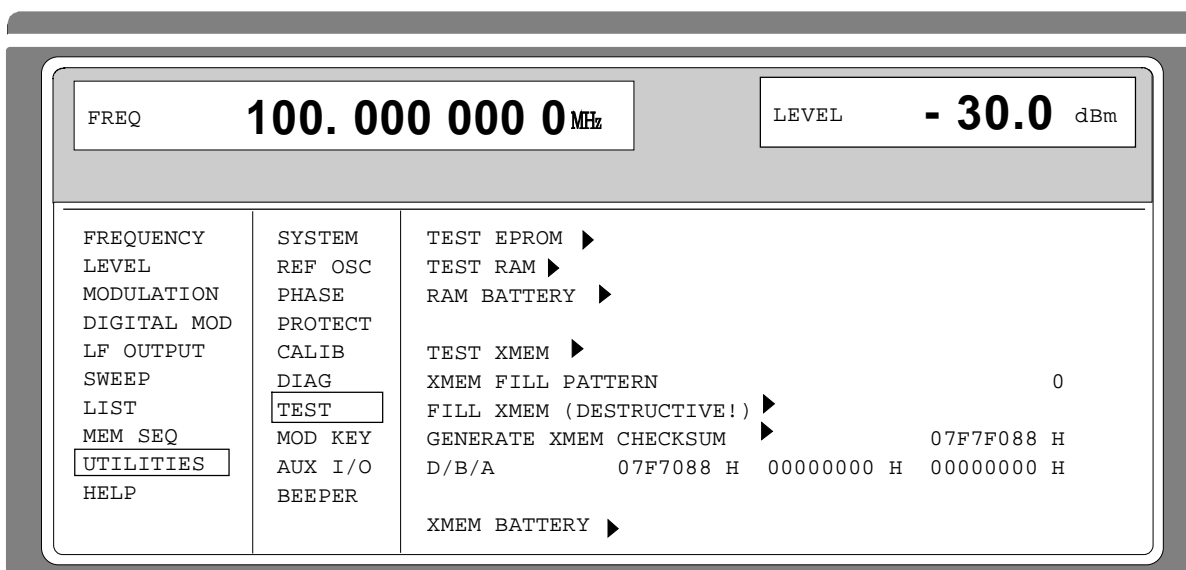 FREQ 100. 000 000 0 MHz LEVEL - 30.0 dBm
FREQUENCY SYSTEM TEST EPROM
LEVEL REF OSC TEST RAM
MODULATION PHASE RAM BATTERY
DIGITAL MOD PROTECT
LF OUTPUT CALIB TEST XMEM
SWEEP DIAG XMEM FILL PATTERN 0
LIST TEST FILL XMEM (DESTRUCTIVE!)
MEM SEQ MOD KEY GENERATE XMEM CHECKSUM 07F7F088 H
UTILITIES AUX I/O D/B/A 07F7088 H 00000000 H 00000000 H
HELP BEEPER
XMEM BATTERY